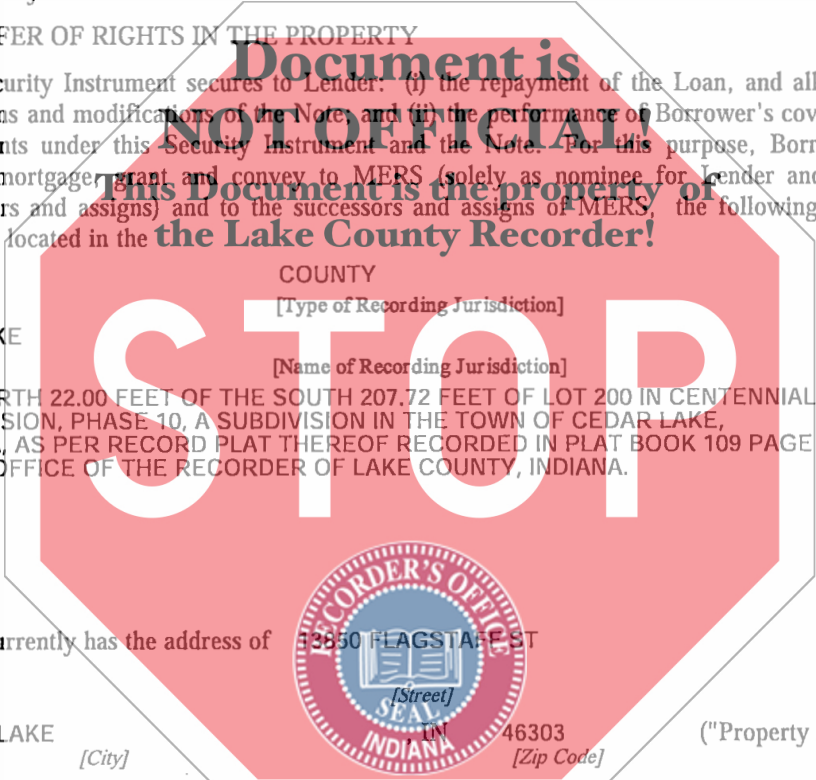 FER OF RIGHTS IN THE PROPERTY
Document is
curity Instrument secures to Lender: (i) the repayment of the Loan, and all
ns and modifications of the Note; and (ii) the performance of Borrower's cov
NOT OFFICIAL!
nts under this Security Instrument and the Note. For this purpose, Borr
mortgage, grant and convey to MERS (solely as nominee for Lender and
This Document is the property of
rs and assigns) and to the successors and assigns of MERS, the following
located in the
the Lake County Recorder!
COUNTY
[Type of Recording Jurisdiction]
KE
[Name of Recording Jurisdiction]
STOP
RTH 22.00 FEET OF THE SOUTH 207.72 FEET OF LOT 200 IN CENTENNIAL
SION, PHASE 10, A SUBDIVISION IN THE TOWN OF CEDAR LAKE,
, AS PER RECORD PLAT THEREOF RECORDED IN PLAT BOOK 109 PAGE
OFFICE OF THE RECORDER OF LAKE COUNTY, INDIANA.
RECORDER'S OFFICE
urrently has the address of 13850 FLAGSTAFF ST
[Street]
SEAL
LAKE , IN 46303 ("Property
INDIANA
[City] [Zip Code]